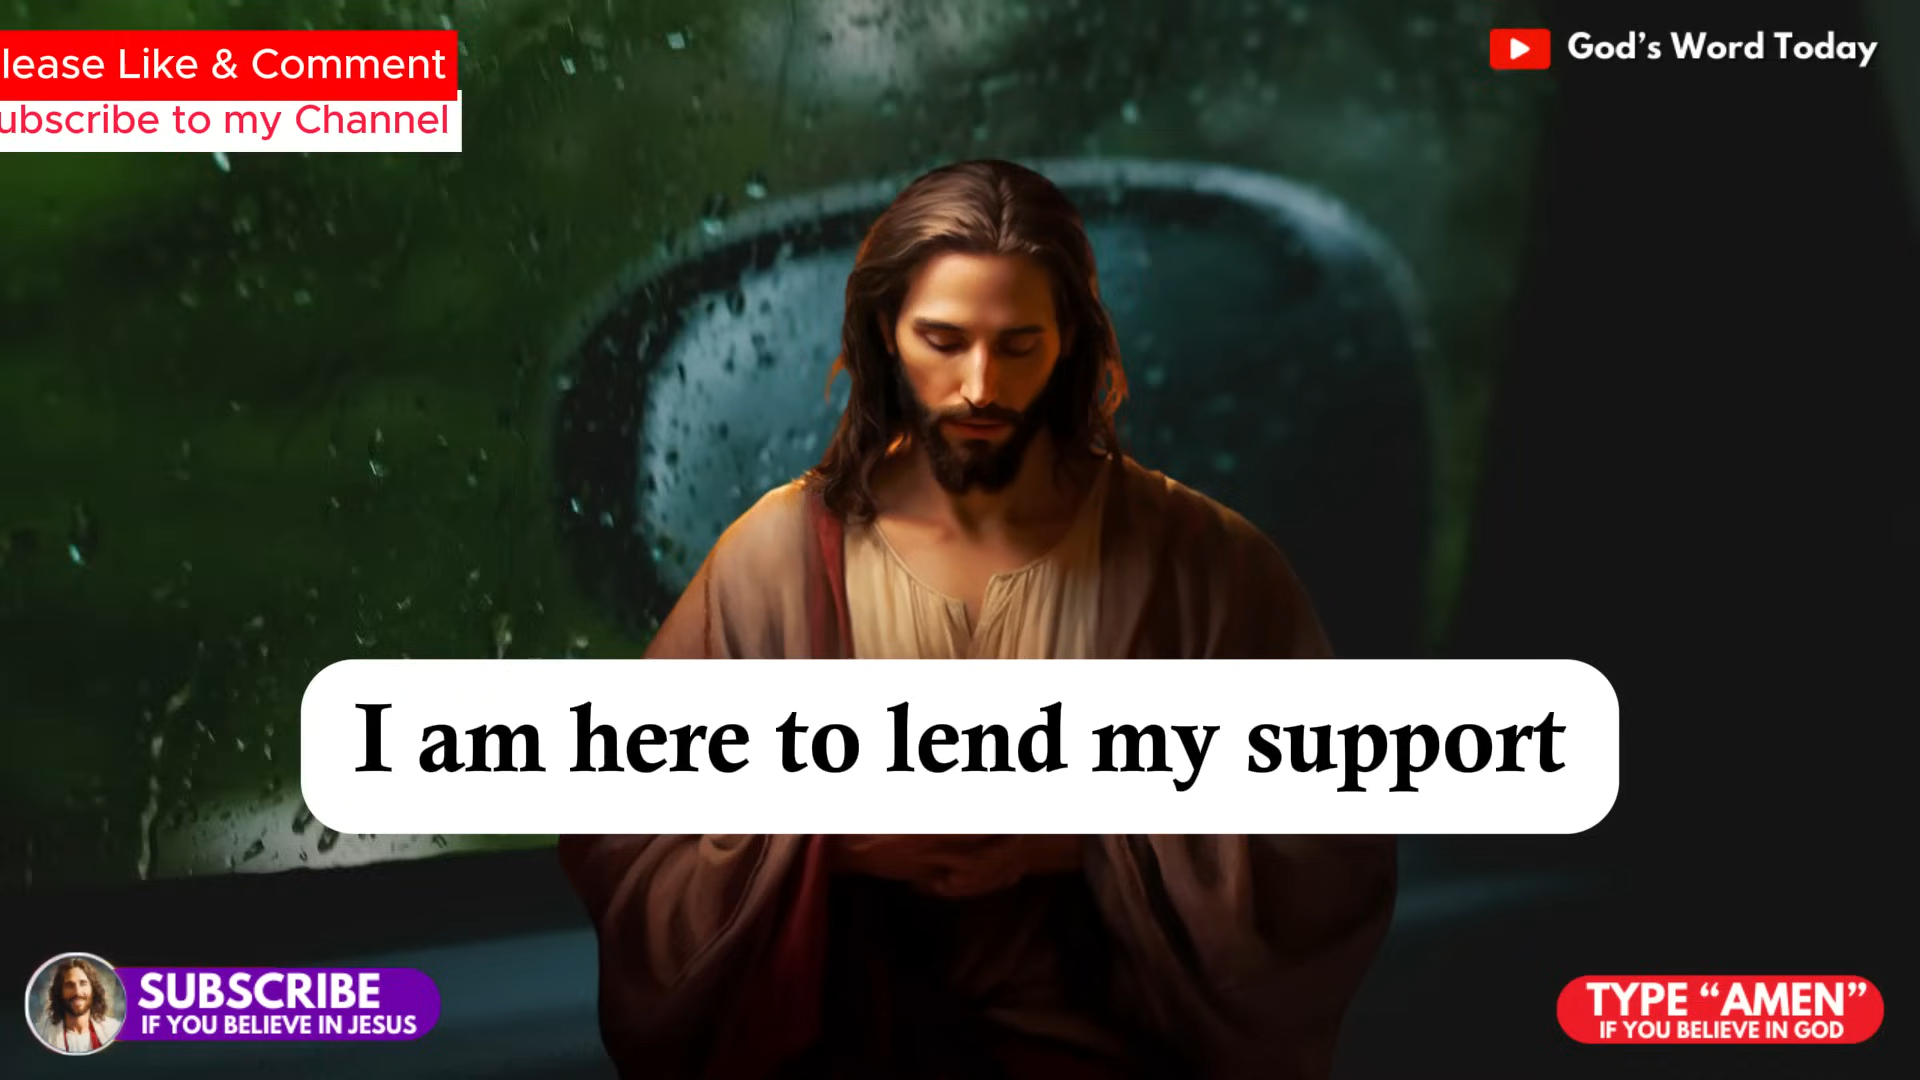 lease Like & Comment
ubscribe to my Channel
God's Word Today
I am here to lend my support
SUBSCRIBE
IF YOU BELIEVE IN JESUS
TYPE “AMEN”
IF YOU BELIEVE IN GOD